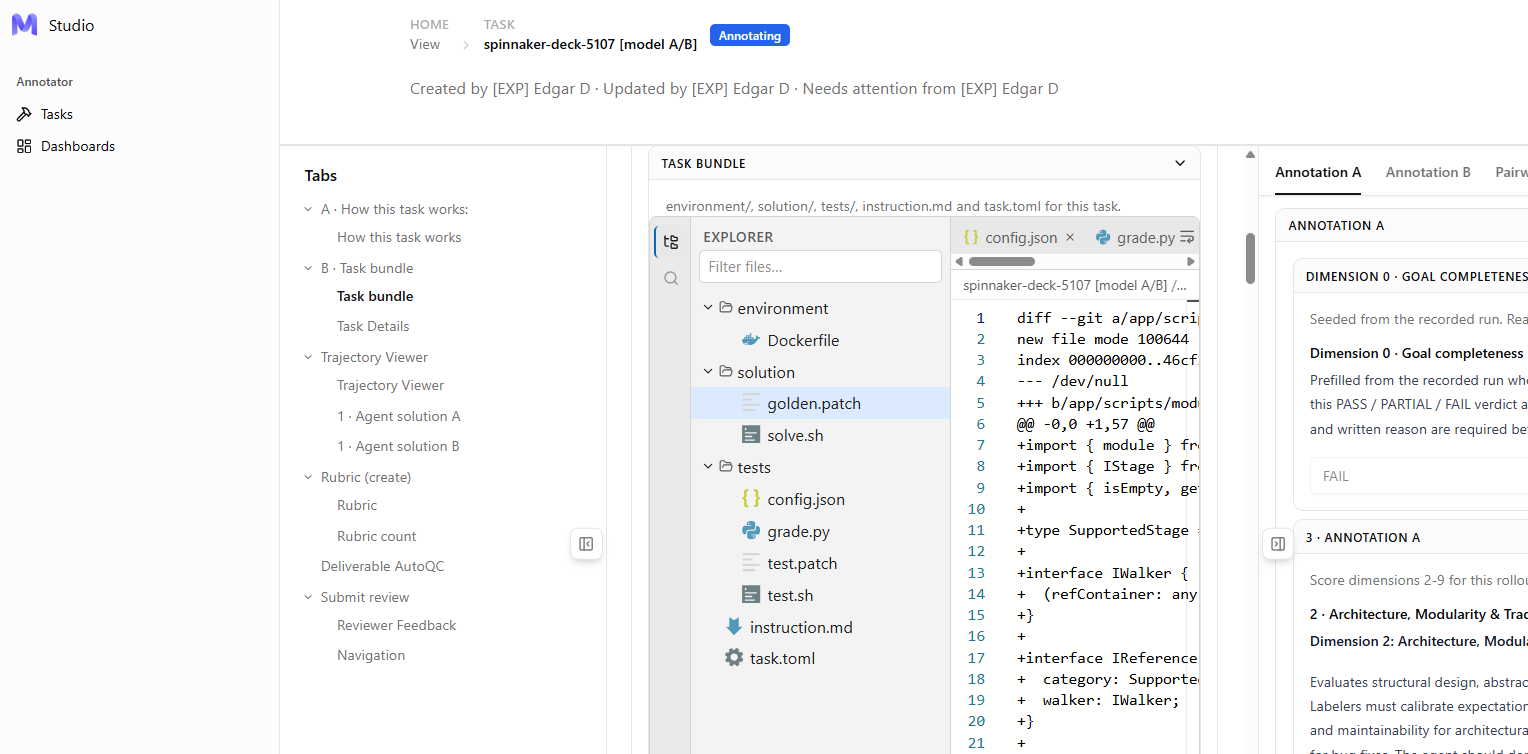 Studio
Annotator
Tasks
Dashboards
HOME
View
TASK
spinnaker-deck-5107 [model A/B]
Annotating
Created by [EXP] Edgar D · Updated by [EXP] Edgar D · Needs attention from [EXP] Edgar D
Tabs
A · How this task works:
How this task works
B · Task bundle
Task bundle
Task Details
Trajectory Viewer
Trajectory Viewer
1 · Agent solution A
1 · Agent solution B
Rubric (create)
Rubric
Rubric count
Deliverable AutoQC
Submit review
Reviewer Feedback
Navigation
TASK BUNDLE
environment/, solution/, tests/, instruction.md and task.toml for this task.
EXPLORER
Filter files...
environment
Dockerfile
solution
golden.patch
solve.sh
tests
config.json
grade.py
test.patch
test.sh
instruction.md
task.toml
config.json
grade.py
spinnaker-deck-5107 [model A/B] /...
1 diff --git a/app/scrip
2 new file mode 100644
3 index 000000000..46cf
4 --- /dev/null
5 +++ b/app/scripts/modu
6 @@ -0,0 +1,57 @@
7 +import { module } fro
8 +import { IStage } fro
9 +import { isEmpty, ge
10 +
11 +type SupportedStage
12 +
13 +interface IWalker {
14 + (refContainer: any
15 +}
16 +
17 +interface IReference
18 + category: Supported
19 + walker: IWalker;
20 +}
21 +
Annotation A
Annotation B
Pairw
ANNOTATION A
DIMENSION 0 · GOAL COMPLETENES
Seeded from the recorded run. Rea
Dimension 0 · Goal completeness
Prefilled from the recorded run whe
this PASS / PARTIAL / FAIL verdict a
and written reason are required be
FAIL
3 · ANNOTATION A
Score dimensions 2-9 for this rollou
2 · Architecture, Modularity & Trad
Dimension 2: Architecture, Modula
Evaluates structural design, abstrac
Labelers must calibrate expectation
and maintainability for architectura
for bug fixes. The agent should de